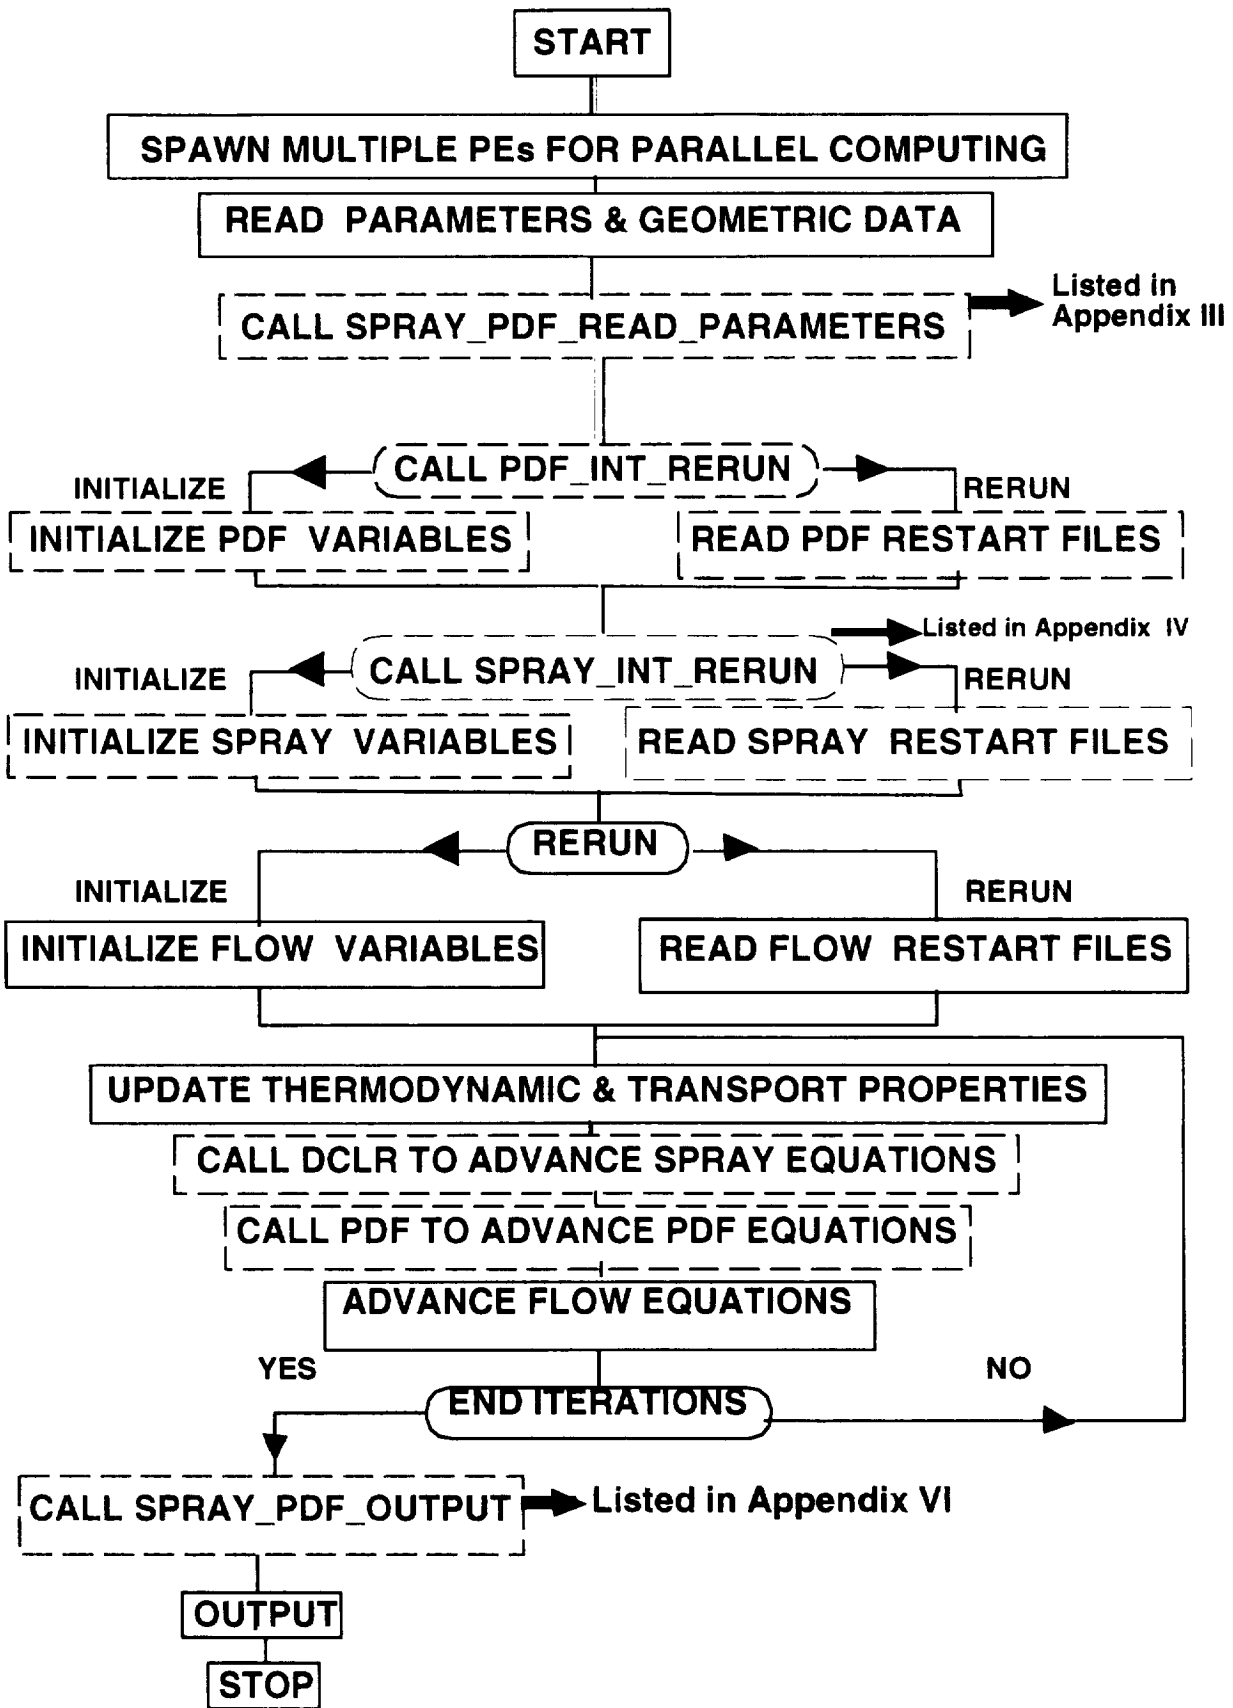 START
SPAWN MULTIPLE PEs FOR PARALLEL COMPUTING
READ PARAMETERS & GEOMETRIC DATA
CALL SPRAY_PDF_READ_PARAMETERS
Listed in
Appendix III
CALL PDF_INT_RERUN
INITIALIZE
RERUN
INITIALIZE PDF VARIABLES
READ PDF RESTART FILES
Listed in Appendix IV
CALL SPRAY_INT_RERUN
INITIALIZE
RERUN
INITIALIZE SPRAY VARIABLES
READ SPRAY RESTART FILES
RERUN
INITIALIZE
RERUN
INITIALIZE FLOW VARIABLES
READ FLOW RESTART FILES
UPDATE THERMODYNAMIC & TRANSPORT PROPERTIES
CALL DCLR TO ADVANCE SPRAY EQUATIONS
CALL PDF TO ADVANCE PDF EQUATIONS
ADVANCE FLOW EQUATIONS
YES
NO
END ITERATIONS
CALL SPRAY_PDF_OUTPUT
Listed in Appendix VI
OUTPUT
STOP